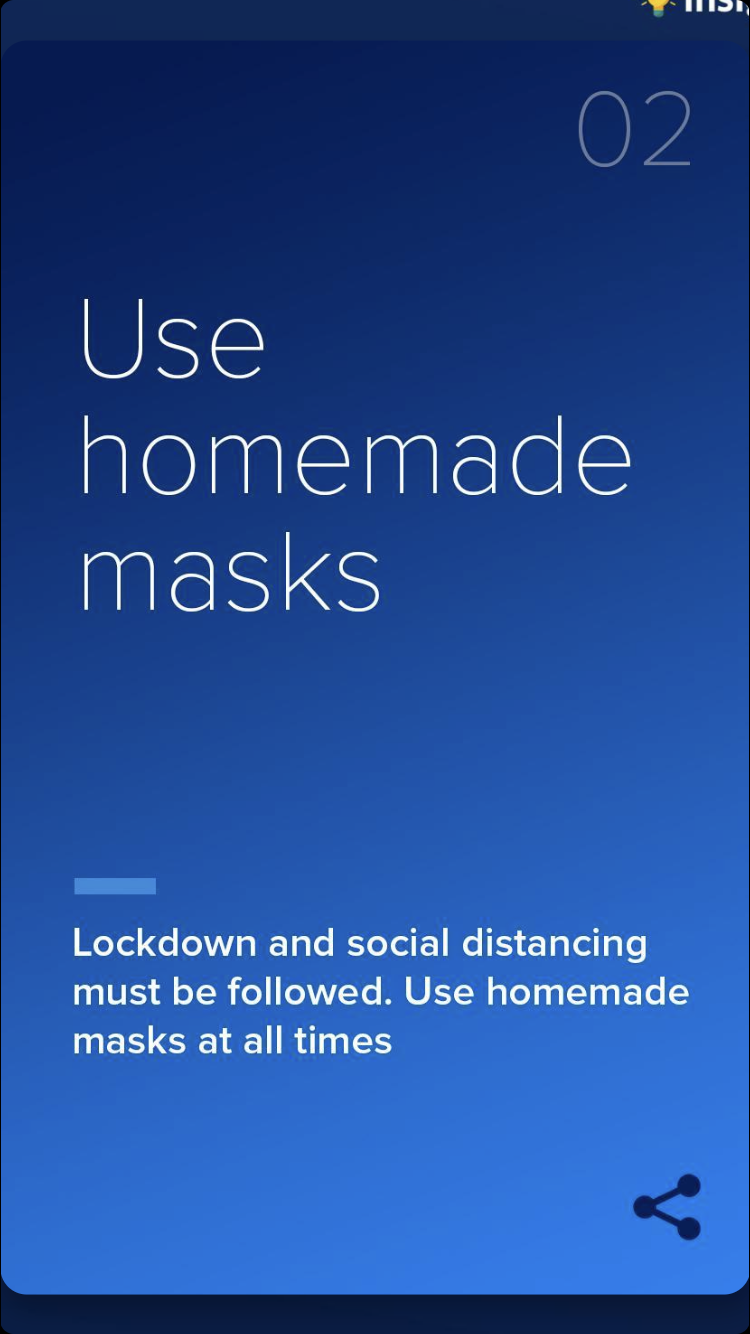 02
Use
homemade
masks
Lockdown and social distancing
must be followed. Use homemade
masks at all times